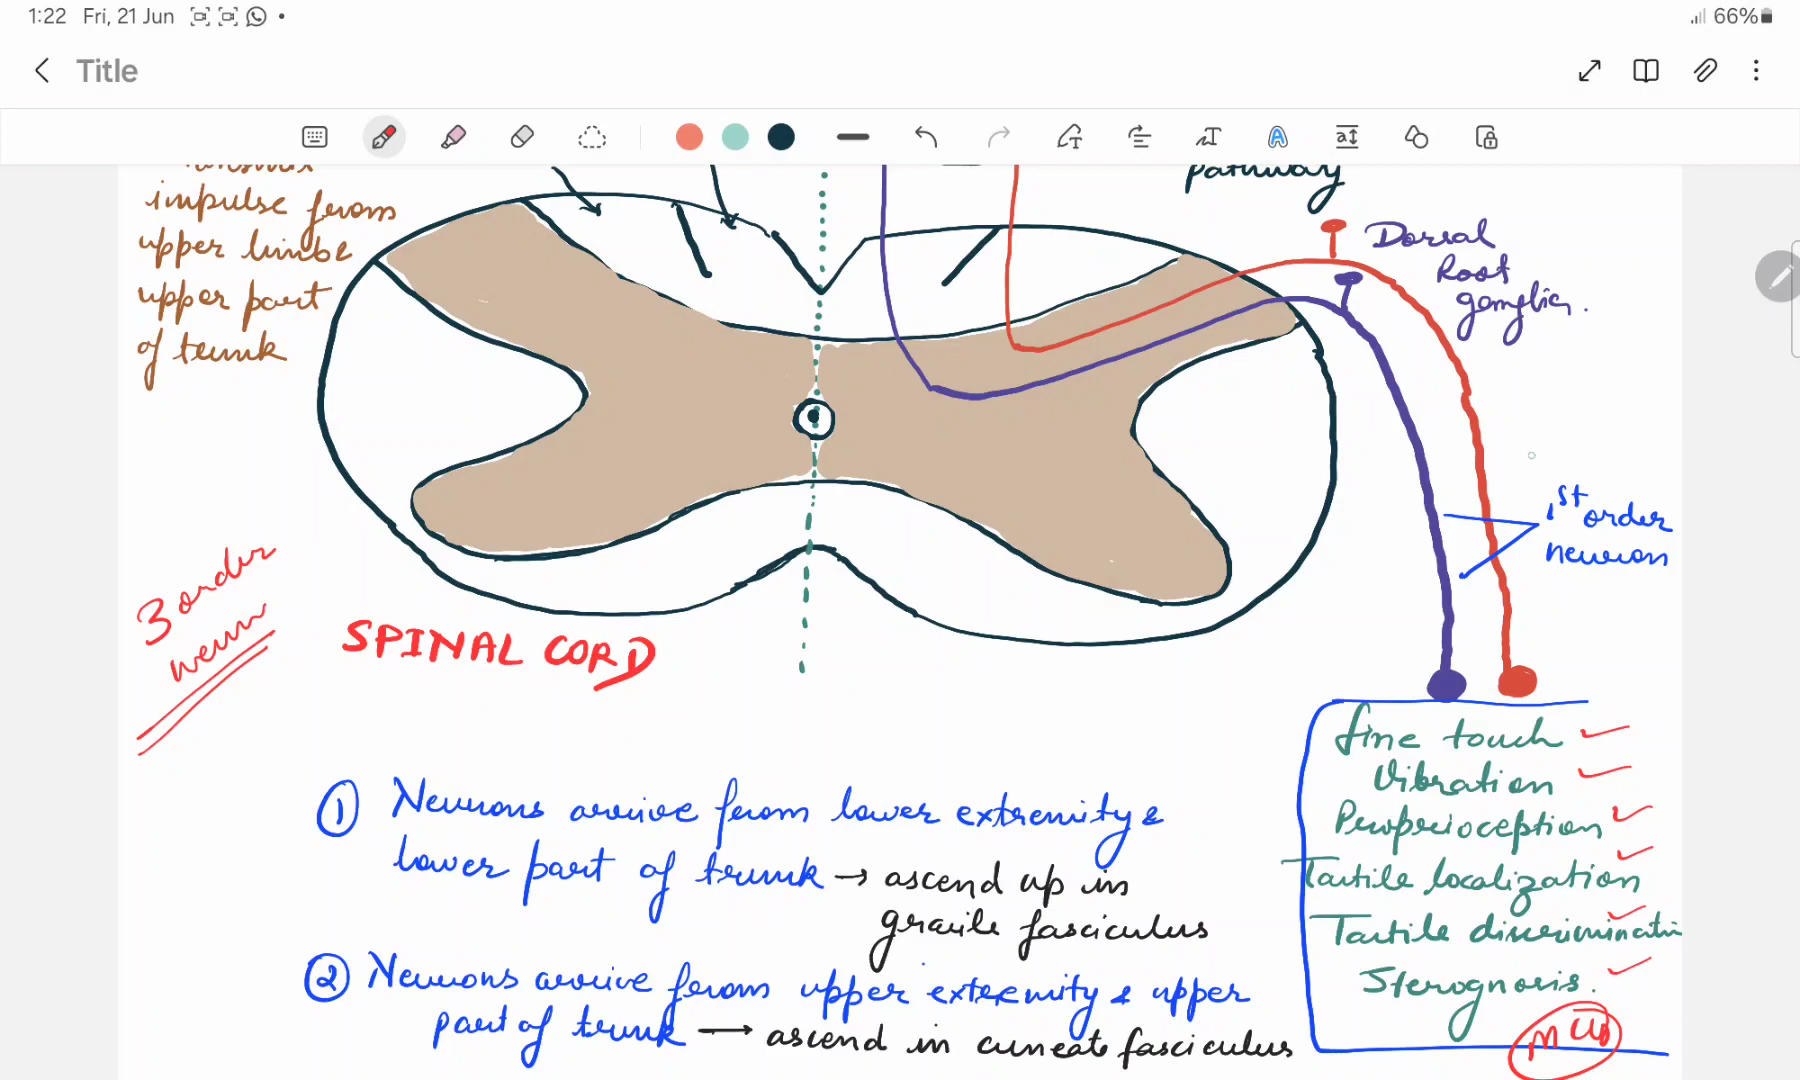 1:22 Fri, 21 Jun
66%
Title
impulse from
upper limbe
upper part
of trunk
pathway
Dorsal
Root
ganglia.
1st order
neuron
3 order
SPINAL CORD
① Neurons arrive from lower extremity &
lower part of trunk → ascend up in
gracile fasciculus
② Neurons arrive from upper extremity & upper
part of trunk → ascend in cuneate fasciculus
fine touch
Vibration
Proprioception
Tactile localization
Tactile discriminati
Sterognosis.
MCQ